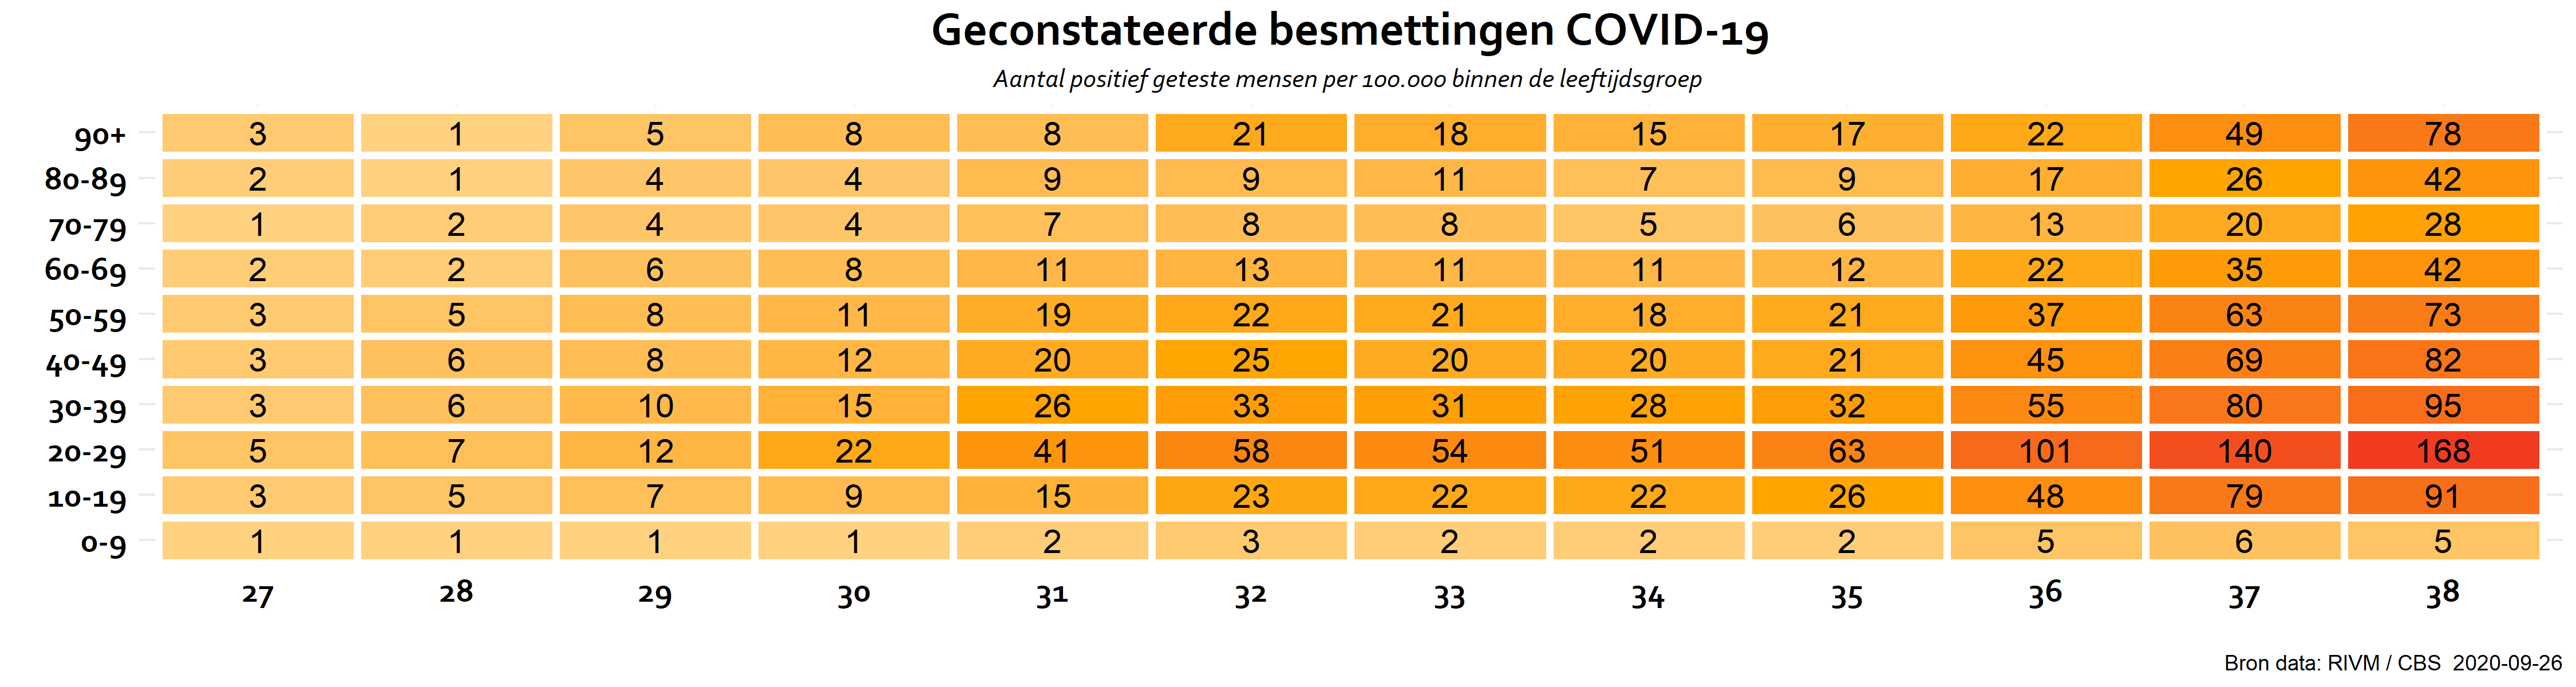 Geconstateerde besmettingen COVID-19
Aantal positief geteste mensen per 100.000 binnen de leeftijdsgroep
90+ 3 1 5 8 8 21 18 15 17 22 49 78
80-89 2 1 4 4 9 9 11 7 9 17 26 42
70-79 1 2 4 4 7 8 8 5 6 13 20 28
60-69 2 2 6 8 11 13 11 11 12 22 35 42
50-59 3 5 8 11 19 22 21 18 21 37 63 73
40-49 3 6 8 12 20 25 20 20 21 45 69 82
30-39 3 6 10 15 26 33 31 28 32 55 80 95
20-29 5 7 12 22 41 58 54 51 63 101 140 168
10-19 3 5 7 9 15 23 22 22 26 48 79 91
0-9 1 1 1 1 2 3 2 2 2 5 6 5
27 28 29 30 31 32 33 34 35 36 37 38
Bron data: RIVM / CBS  2020-09-26